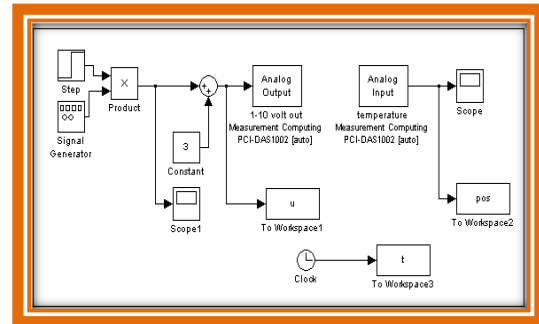 Step
Signal
Generator
X
Product
+
+
3
Constant
Scope1
Analog
Output
1-10 volt out
Measurement Computing
PCI-DAS1002 [auto]
u
To Workspace1
Analog
Input
temperature
Measurement Computing
PCI-DAS1002 [auto]
Scope
pos
To Workspace2
Clock
t
To Workspace3